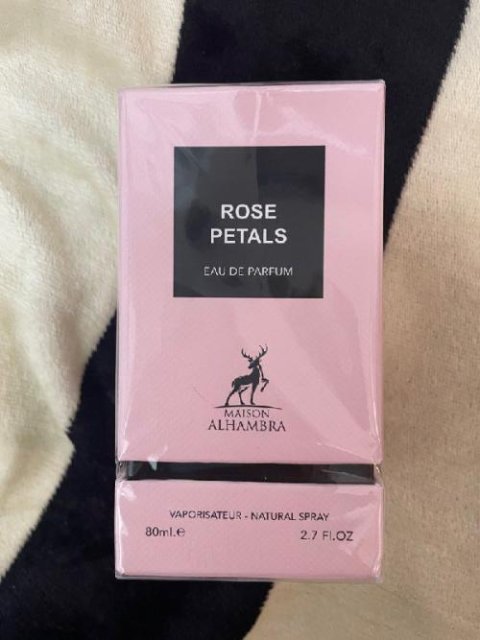 ROSE
PETALS
EAU DE PARFUM
MAISON
ALHAMBRA
VAPORISATEUR - NATURAL SPRAY
80ml.e 2.7 Fl.OZ